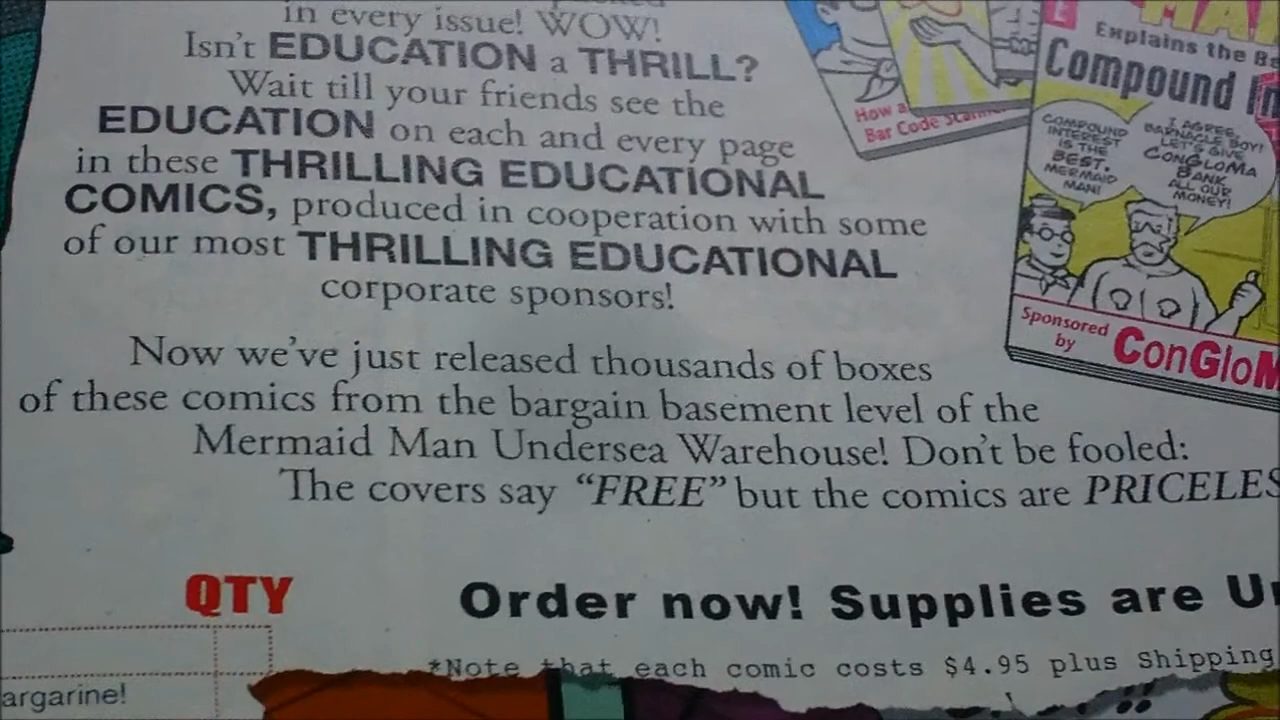 in every issue! WOW!
Isn't EDUCATION a THRILL?
Wait till your friends see the
EDUCATION on each and every page
in these THRILLING EDUCATIONAL
COMICS, produced in cooperation with some
of our most THRILLING EDUCATIONAL
corporate sponsors!
Now we've just released thousands of boxes
of these comics from the bargain basement level of the
Mermaid Man Undersea Warehouse! Don't be fooled:
The covers say "FREE" but the comics are PRICELES
How a
Bar Code Scann
Explains the Be
Compound In
COMPOUND
INTEREST
IS THE
BEST,
MERMAID
MAN!
I AGREE,
BARNACLE BOY!
LET'S GIVE
CONGLOMA
BANK
ALL OUR
MONEY!
Sponsored
by
ConGloM
QTY
Order now! Supplies are Un
*Note that each comic costs $4.95 plus Shipping
argarine!